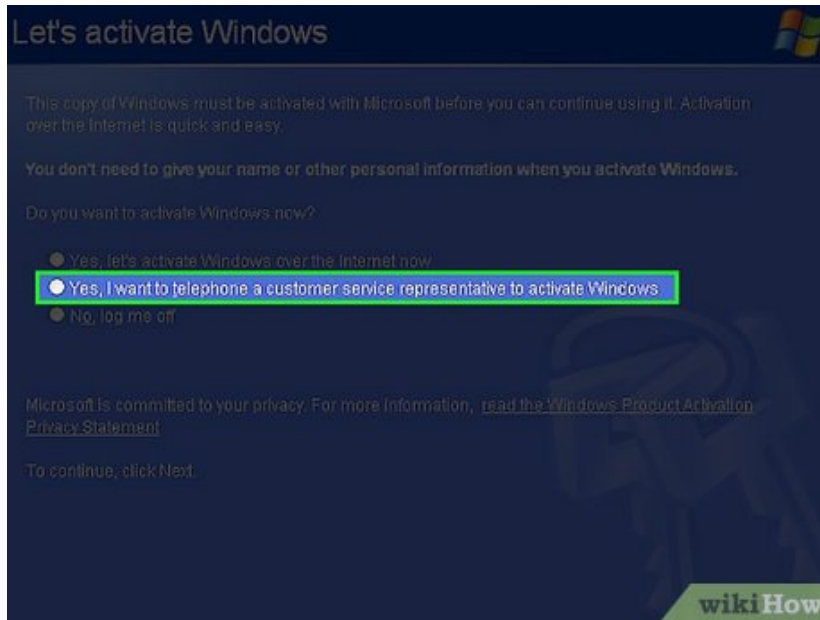 Let's activate Windows
This copy of Windows must be activated with Microsoft before you can continue using it. Activation
over the Internet is quick and easy.
You don't need to give your name or other personal information when you activate Windows.
Do you want to activate Windows now?
Yes, let's activate Windows over the Internet now
Yes, I want to telephone a customer service representative to activate Windows
No, log me off
Microsoft is committed to your privacy. For more information, read the Windows Product Activation
Privacy Statement
To continue, click Next.
wikiHow